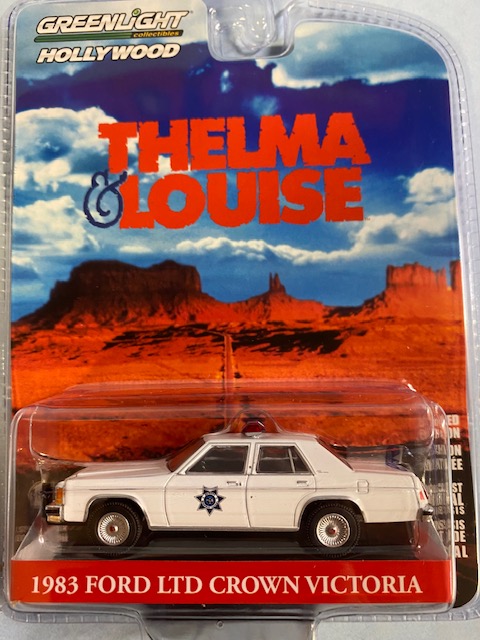 GREENLIGHT
collectibles
HOLLYWOOD
THELMA
& LOUISE
1983 FORD LTD CROWN VICTORIA